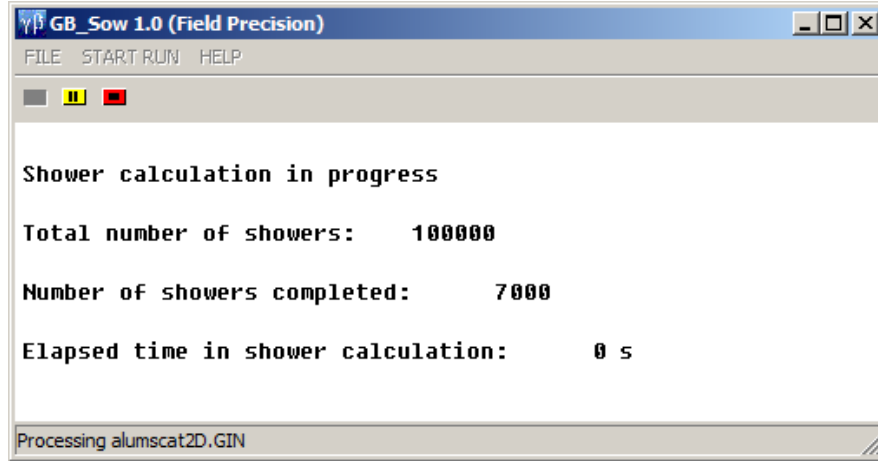 γβ GB_Sow 1.0 (Field Precision)
FILE START RUN HELP
Shower calculation in progress
Total number of showers: 100000
Number of showers completed: 7000
Elapsed time in shower calculation: 0 s
Processing alumscat2D.GIN